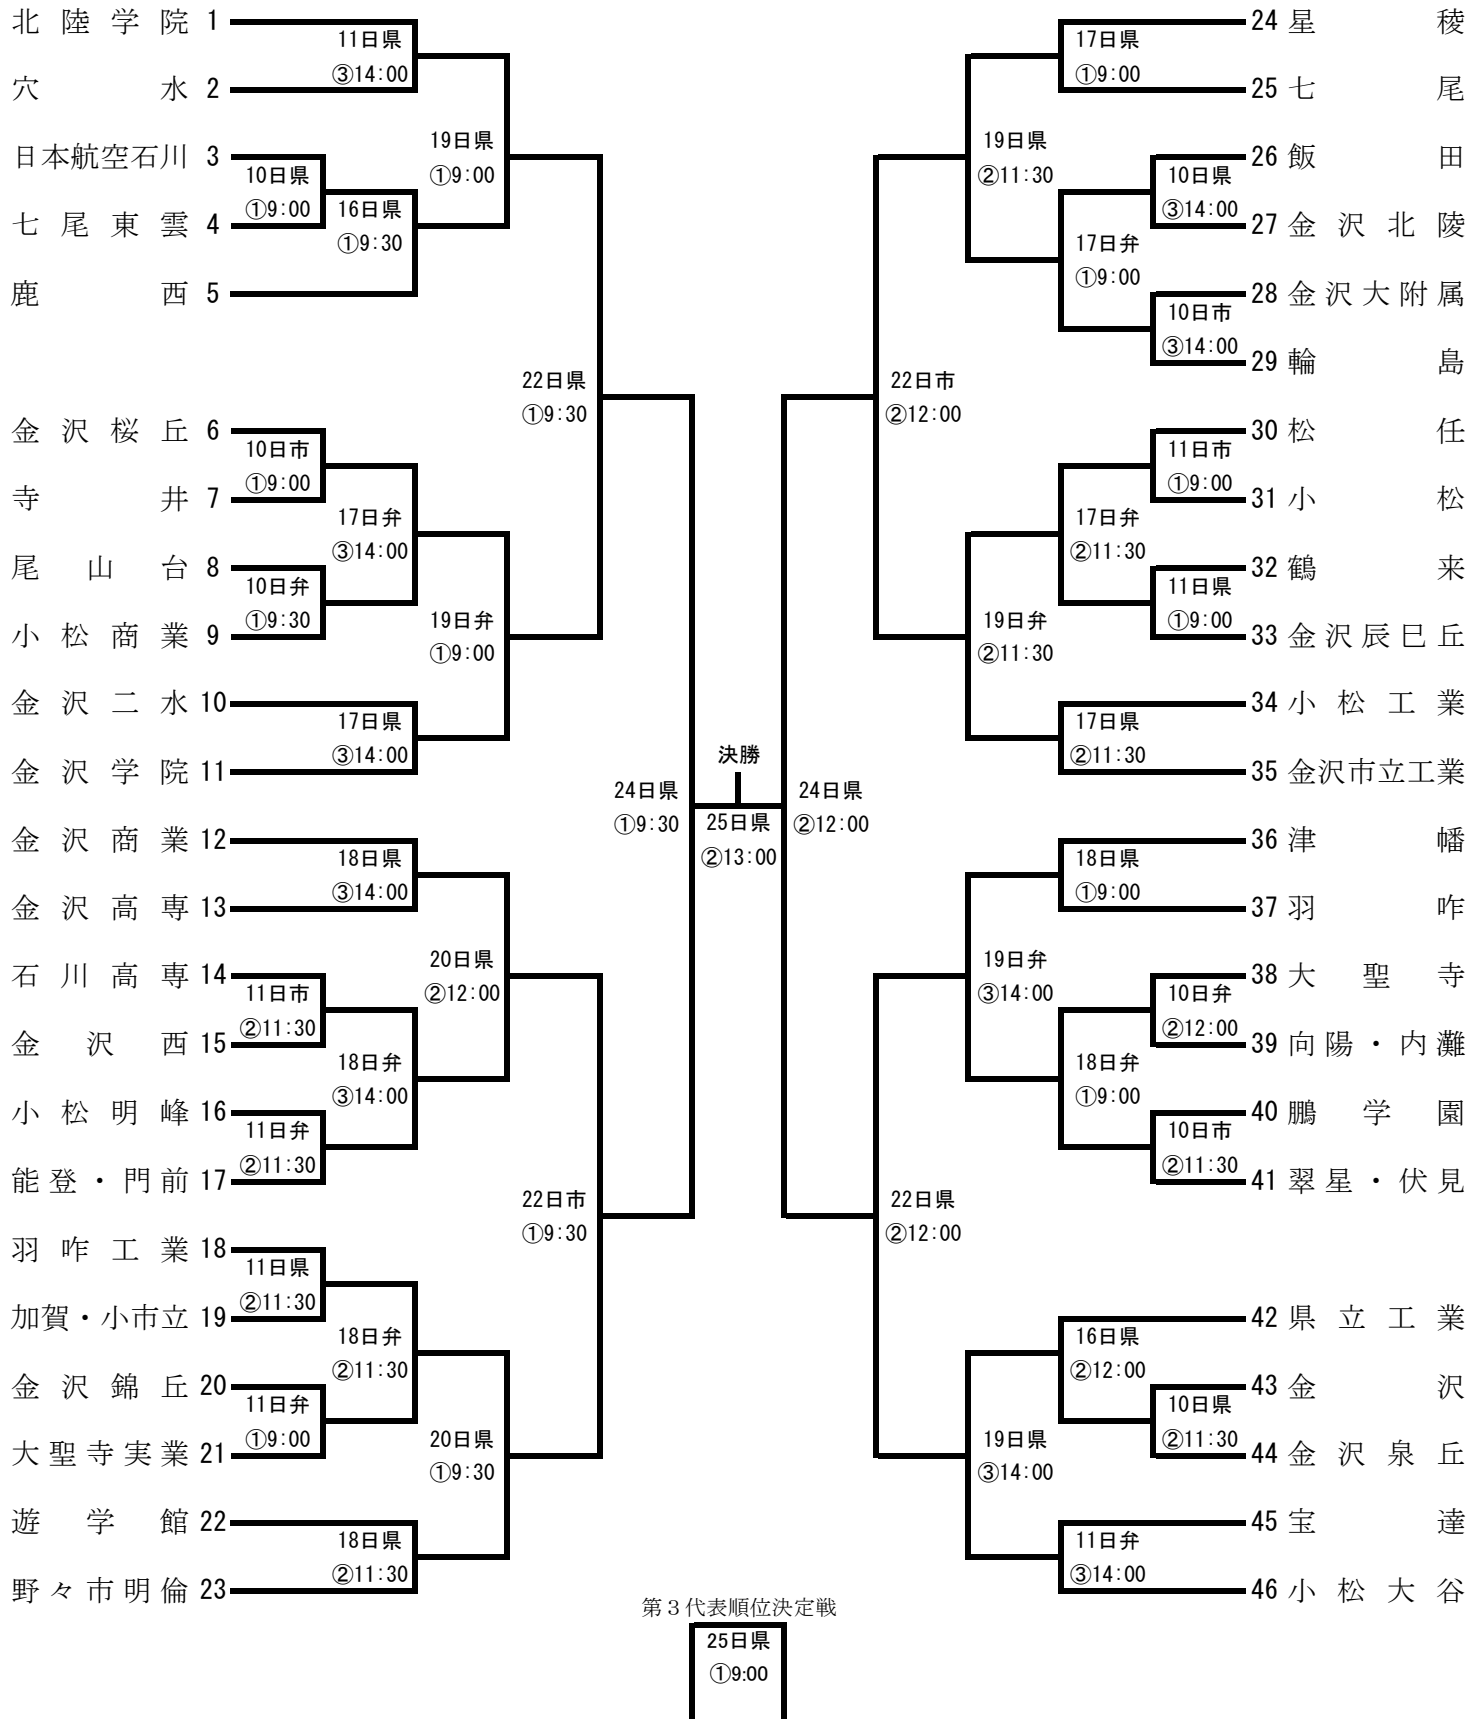 北陸学院 1
11日県
③14:00
穴水 2
19日県
①9:00
日本航空石川 3
10日県
①9:00
七尾東雲 4
16日県
①9:30
鹿西 5
22日県
①9:30
金沢桜丘 6
10日市
①9:00
寺井 7
17日弁
③14:00
尾山台 8
10日弁
①9:30
小松商業 9
19日弁
①9:00
金沢二水 10
17日県
③14:00
金沢学院 11
24日県
①9:30
金沢商業 12
18日県
③14:00
金沢高専 13
20日県
②12:00
石川高専 14
11日市
②11:30
金沢西 15
18日弁
③14:00
小松明峰 16
11日弁
②11:30
能登・門前 17
22日市
①9:30
羽咋工業 18
11日県
②11:30
加賀・小市立 19
18日弁
②11:30
金沢錦丘 20
11日弁
①9:00
大聖寺実業 21
20日県
①9:30
遊学館 22
18日県
②11:30
野々市明倫 23
決勝
25日県
②13:00
24 星稜
17日県
①9:00
25 七尾
19日県
②11:30
26 飯田
10日県
③14:00
27 金沢北陵
17日弁
①9:00
28 金沢大附属
10日市
③14:00
29 輪島
22日市
②12:00
30 松任
11日市
①9:00
31 小松
17日弁
②11:30
32 鶴来
11日県
①9:00
33 金沢辰巳丘
19日弁
②11:30
34 小松工業
17日県
②11:30
35 金沢市立工業
24日県
②12:00
36 津幡
18日県
①9:00
37 羽咋
19日弁
③14:00
38 大聖寺
10日弁
②12:00
39 向陽・内灘
18日弁
①9:00
40 鵬学園
10日市
②11:30
41 翠星・伏見
22日県
②12:00
42 県立工業
16日県
②12:00
43 金沢
10日県
②11:30
44 金沢泉丘
19日県
③14:00
45 宝達
11日弁
③14:00
46 小松大谷
第3代表順位決定戦
25日県
①9:00